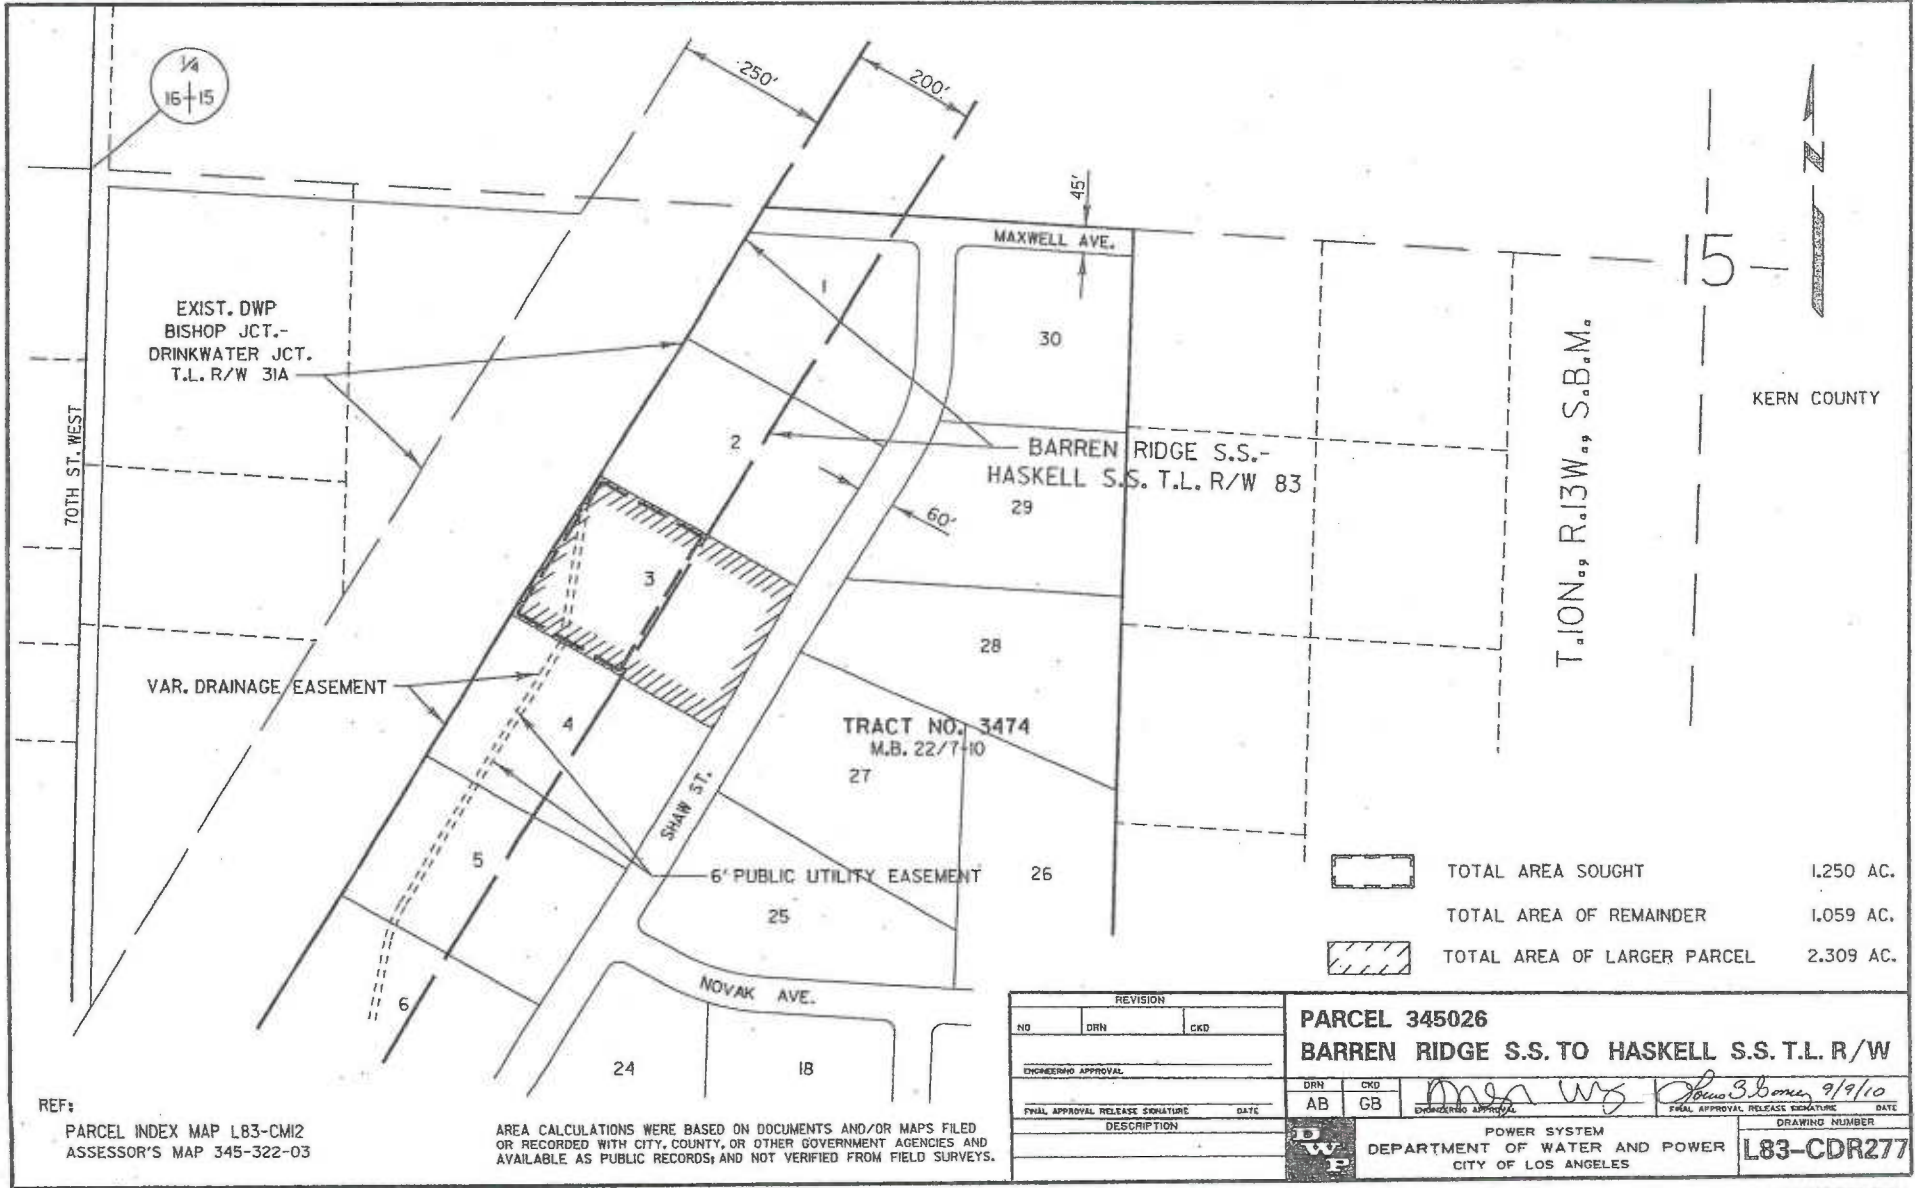 1/4
16 15
250'
200'
45'
N
MAXWELL AVE.
15
1
30
EXIST. DWP
BISHOP JCT.-
DRINKWATER JCT.
T.L. R/W 31A
KERN COUNTY
T.10N., R.13W., S.B.M.
70TH ST. WEST
2
BARREN RIDGE S.S.-
HASKELL S.S. T.L. R/W 83
29
60'
3
28
VAR. DRAINAGE EASEMENT
4
TRACT NO. 3474
M.B. 22/7-10
27
SHAW ST.
5
6' PUBLIC UTILITY EASEMENT
26
25
6
NOVAK AVE.
24
18
TOTAL AREA SOUGHT 1.250 AC.
TOTAL AREA OF REMAINDER 1.059 AC.
TOTAL AREA OF LARGER PARCEL 2.309 AC.
REF:
PARCEL INDEX MAP L83-CM12
ASSESSOR'S MAP 345-322-03
AREA CALCULATIONS WERE BASED ON DOCUMENTS AND/OR MAPS FILED
OR RECORDED WITH CITY, COUNTY, OR OTHER GOVERNMENT AGENCIES AND
AVAILABLE AS PUBLIC RECORDS; AND NOT VERIFIED FROM FIELD SURVEYS.
REVISION
NO DRN CKD
ENGINEERING APPROVAL
FINAL APPROVAL RELEASE SIGNATURE DATE
DESCRIPTION
PARCEL 345026
BARREN RIDGE S.S. TO HASKELL S.S. T.L. R/W
DRN CKD
AB GB
9/9/10
ENGINEERING APPROVAL
FINAL APPROVAL RELEASE SIGNATURE DATE
DWP
POWER SYSTEM
DEPARTMENT OF WATER AND POWER
CITY OF LOS ANGELES
DRAWING NUMBER
L83-CDR277